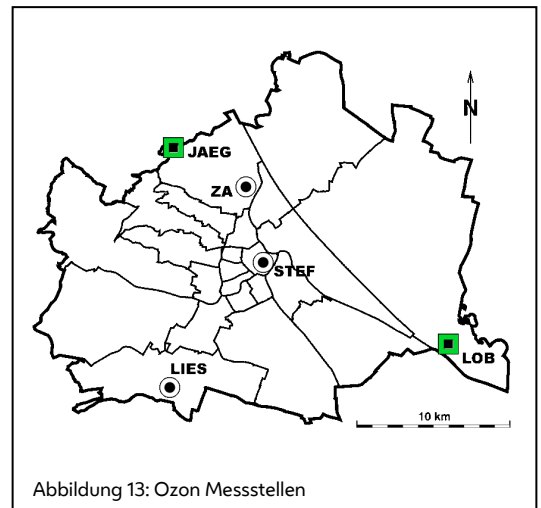 N
JAEG
ZA
STEF
LOB
LIES
10 km
Abbildung 13: Ozon Messstellen